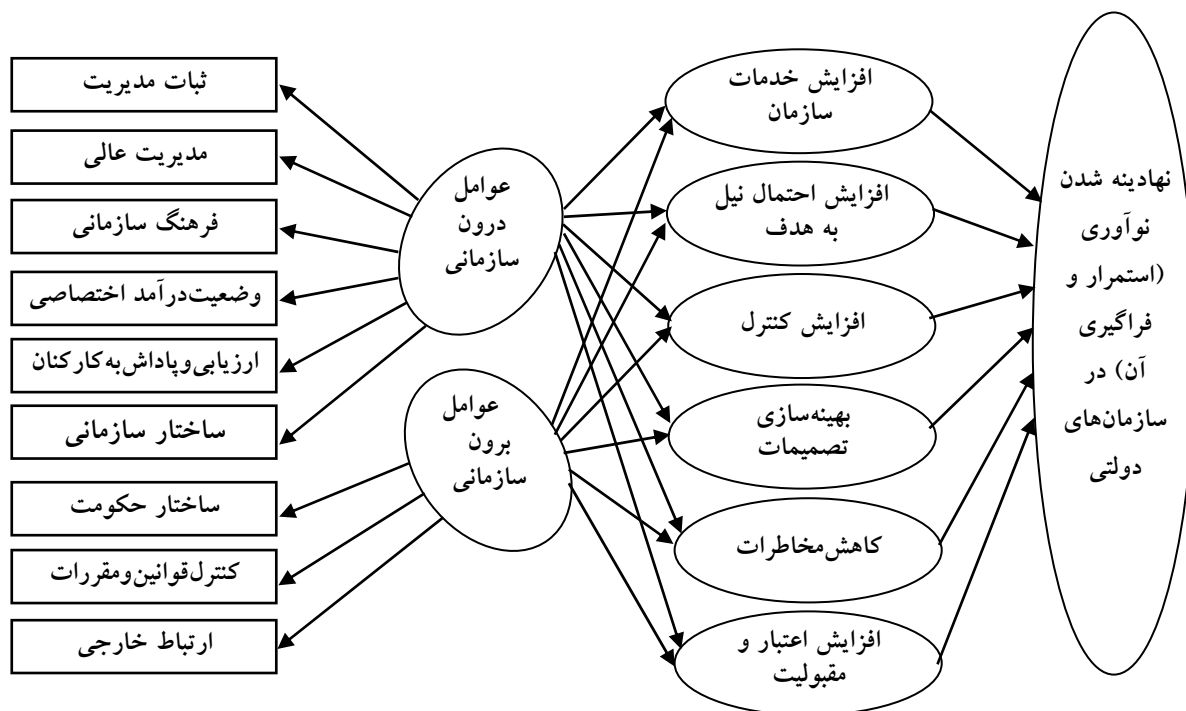 ثبات مدیریت
مدیریت عالی
فرهنگ سازمانی
وضعیت‌درآمد اختصاصی
ارزیابی‌وپاداش‌به‌کارکنان
ساختار سازمانی
ساختار حکومت
کنترل‌قوانین‌ومقررات
ارتباط خارجی
عوامل
درون
سازمانی
عوامل
برون
سازمانی
افزایش خدمات
سازمان
افزایش احتمال نیل
به هدف
افزایش کنترل
بهینه‌سازی
تصمیمات
کاهش‌مخاطرات
افزایش اعتبار و
مقبولیت
نهادینه شدن
نوآوری
(استمرار و
فراگیری
آن) در
سازمان‌های
دولتی